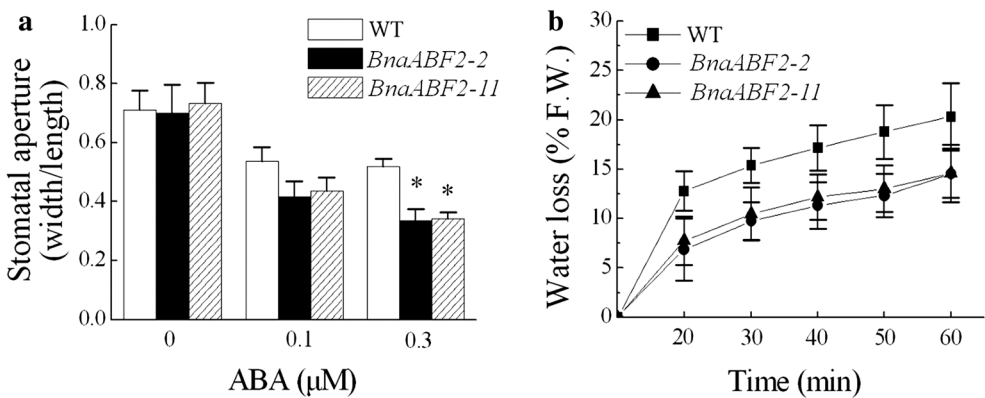 a
1.0
0.8
0.6
0.4
0.2
0.0
Stomatal aperture
(width/length)
WT
BnaABF2-2
BnaABF2-11
*
*
0
0.1
0.3
ABA (μM)
b
30
25
20
15
10
5
0
Water loss (% F.W.)
WT
BnaABF2-2
BnaABF2-11
20
30
40
50
60
Time (min)